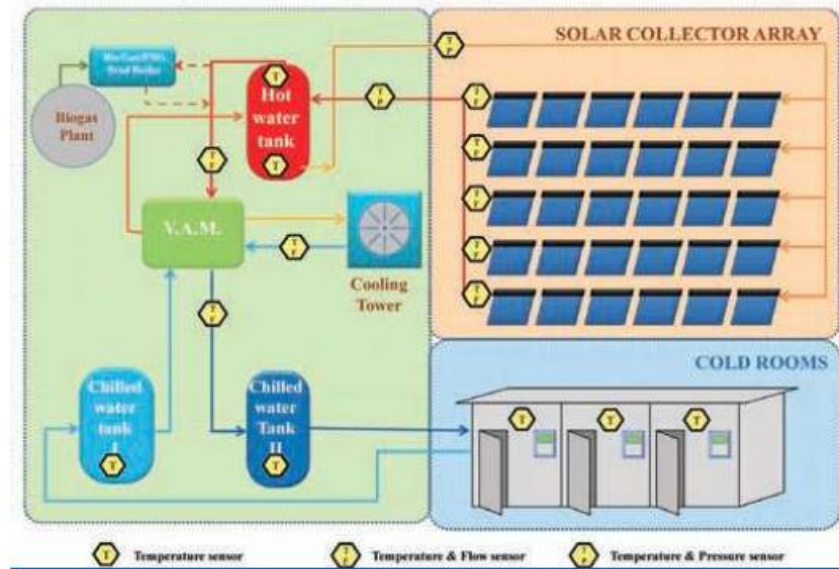 SOLAR COLLECTOR ARRAY
Biogas
Plant
Hot
water
tank
T
T
T
P
T
P
T
P
T
P
T
P
T
P
T
P
T
F
V.A.M.
T
F
Cooling
Tower
T
F
Chilled
water
tank
I
T
Chilled
water
Tank
II
T
COLD ROOMS
T
T
T
T Temperature sensor
T
F Temperature & Flow sensor
T
P Temperature & Pressure sensor